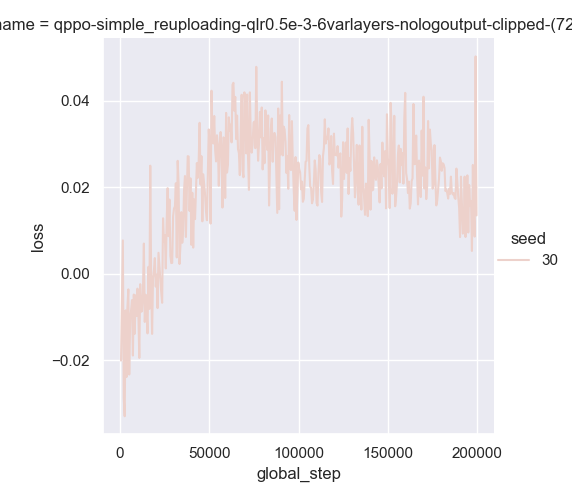 name = qppo-simple_reuploading-qlr0.5e-3-6varlayers-nologoutput-clipped-(72
0.04
0.02
0.00
−0.02
loss
seed
30
0 50000 100000 150000 200000
global_step